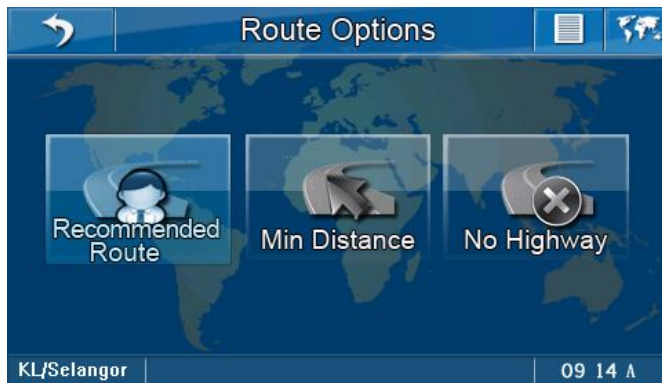 Route Options
Recommended
Route
Min Distance
No Highway
KL/Selangor
09 14 A